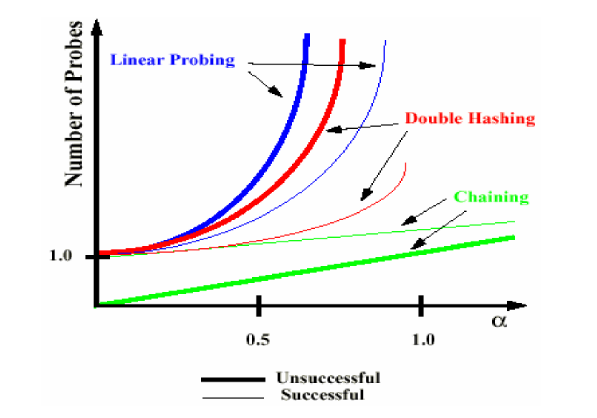 Number of Probes
Linear Probing
Double Hashing
Chaining
1.0
α
0.5
1.0
Unsuccessful
Successful